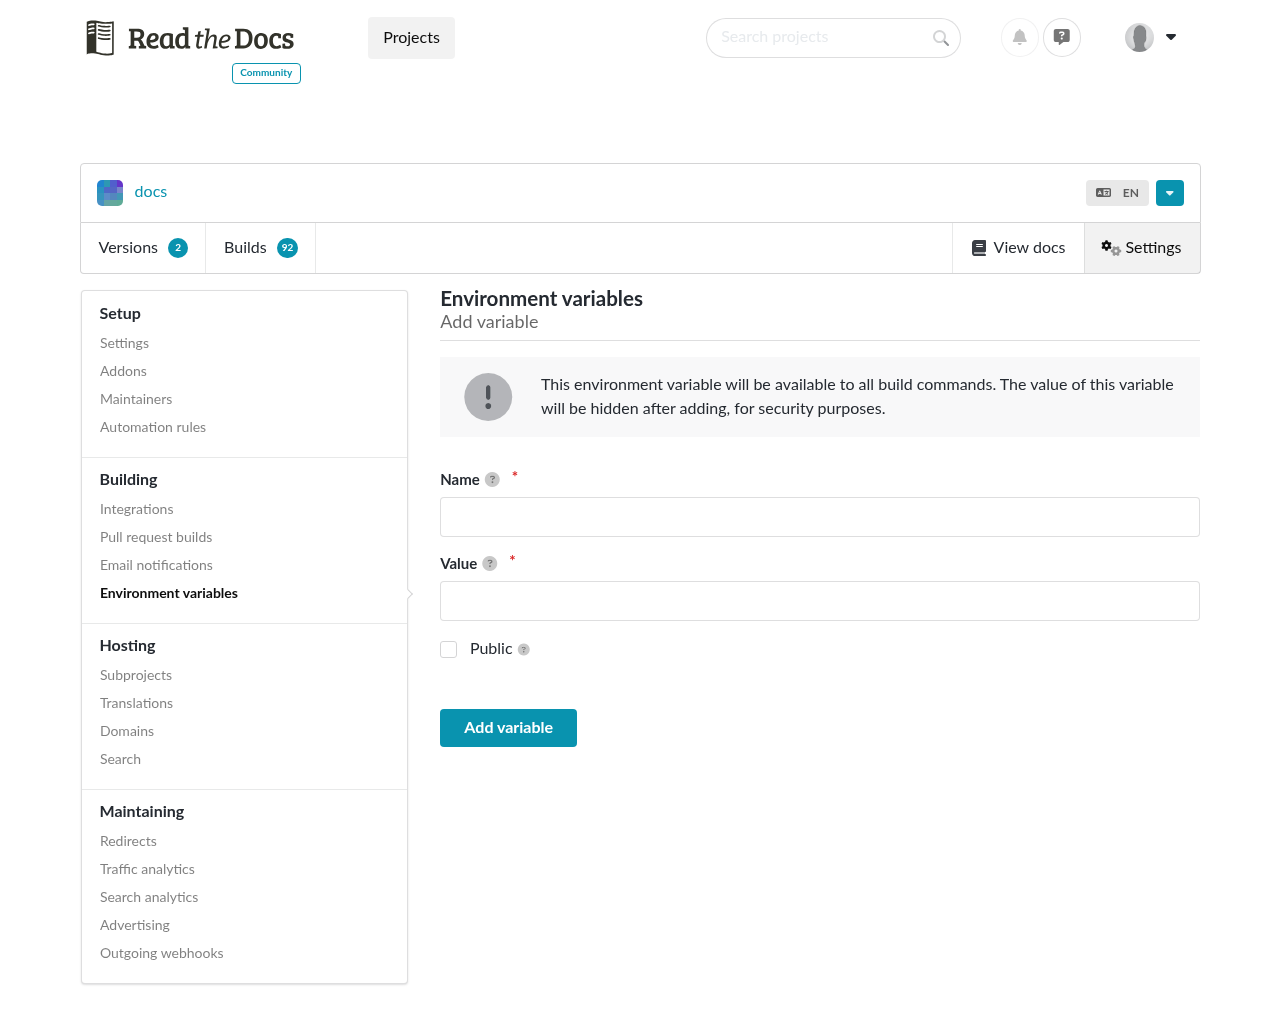 Read the Docs
Community
Projects
Search projects
docs
EN
Versions 2
Builds 92
View docs
Settings
Setup
Settings
Addons
Maintainers
Automation rules
Building
Integrations
Pull request builds
Email notifications
Environment variables
Hosting
Subprojects
Translations
Domains
Search
Maintaining
Redirects
Traffic analytics
Search analytics
Advertising
Outgoing webhooks
Environment variables
Add variable
This environment variable will be available to all build commands. The value of this variable
will be hidden after adding, for security purposes.
Name ? *
Value ? *
Public ?
Add variable